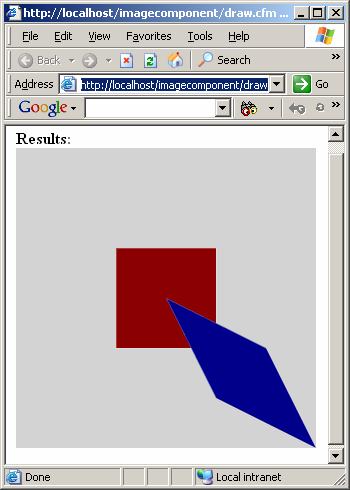 http://localhost/imagecomponent/draw.cfm ...
File Edit View Favorites Tools Help
Back Search »
Address http://localhost/imagecomponent/draw Go »
Google »
Results:
Done Local intranet